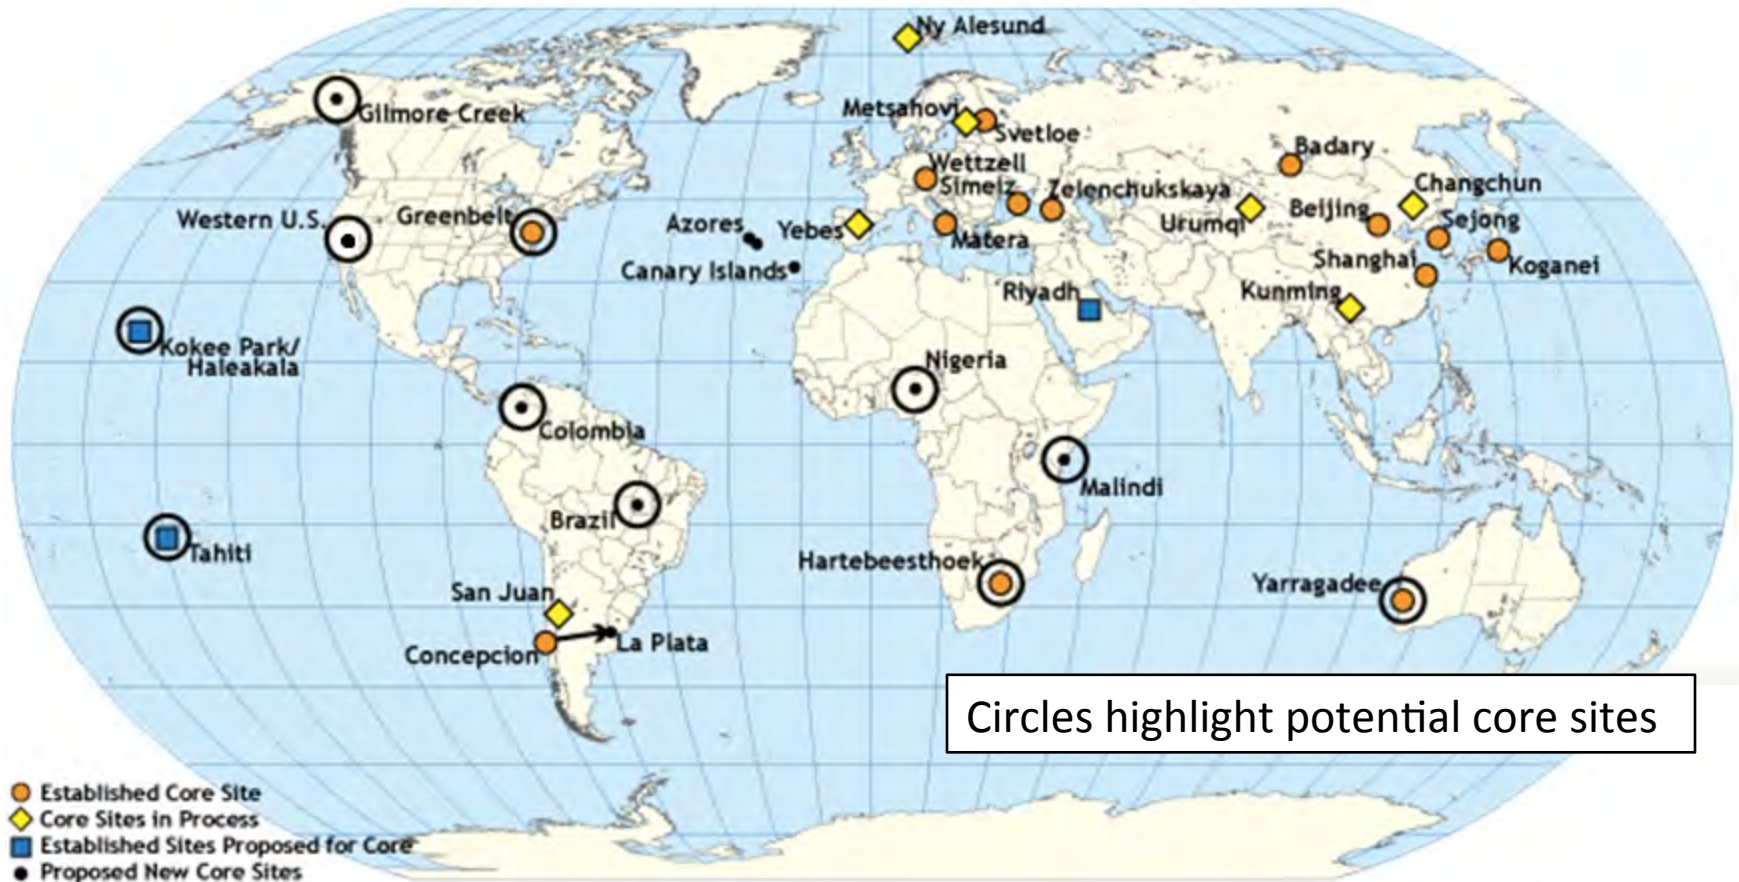 Ny Alesund
Gilmore Creek
Metsahovi
Svetloe
Badary
Wettzell
Changchun
Simeiz
Zelenchukskaya
Western U.S.
Greenbelt
Azores
Yebes
Matera
Urumqi
Beijing
Sejong
Canary Islands
Shanghai
Koganei
Riyadh
Kunming
Kokee Park/
Haleakala
Nigeria
Colombia
Malindi
Brazil
Tahiti
Hartebeesthoek
Yarragadee
San Juan
La Plata
Concepcion
Circles highlight potential core sites
Established Core Site
Core Sites in Process
Established Sites Proposed for Core
Proposed New Core Sites